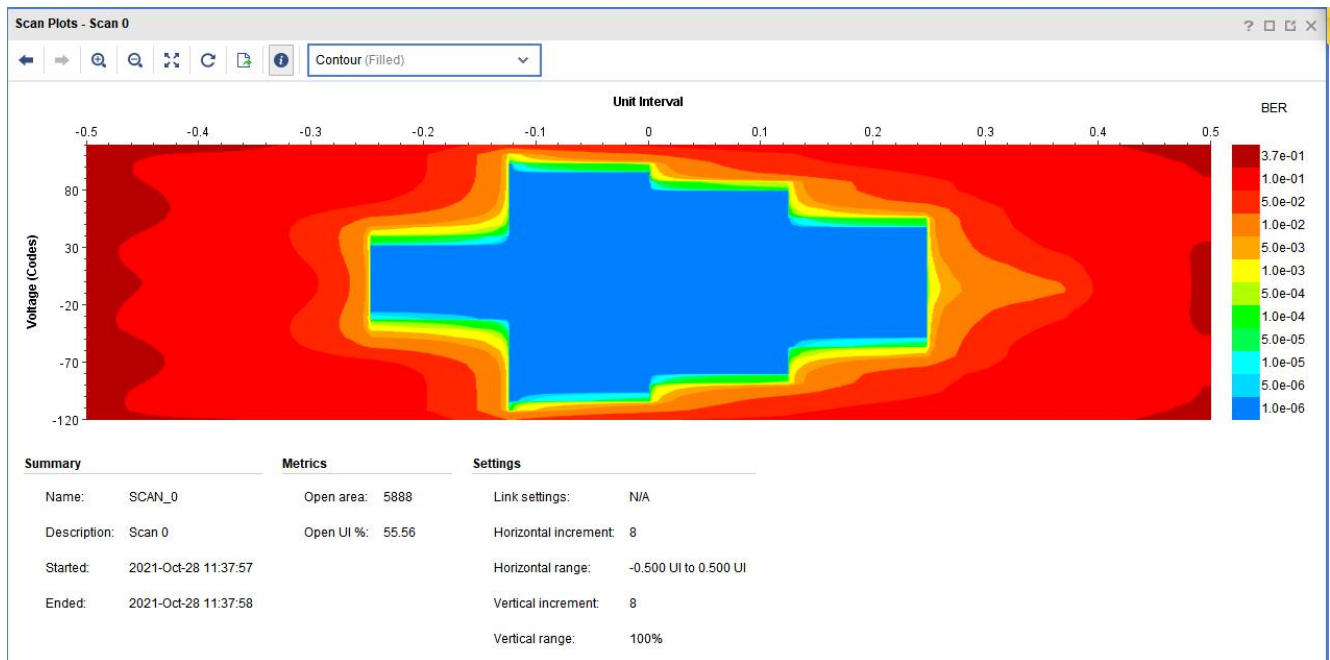 Scan Plots - Scan 0
Contour (Filled)
Unit Interval
BER
-0.5 -0.4 -0.3 -0.2 -0.1 0 0.1 0.2 0.3 0.4 0.5
Voltage (Codes)
80
30
-20
-70
-120
3.7e-01
1.0e-01
5.0e-02
1.0e-02
5.0e-03
1.0e-03
5.0e-04
1.0e-04
5.0e-05
1.0e-05
5.0e-06
1.0e-06
Summary
Name: SCAN_0
Description: Scan 0
Started: 2021-Oct-28 11:37:57
Ended: 2021-Oct-28 11:37:58
Metrics
Open area: 5888
Open UI %: 55.56
Settings
Link settings: N/A
Horizontal increment: 8
Horizontal range: -0.500 UI to 0.500 UI
Vertical increment: 8
Vertical range: 100%